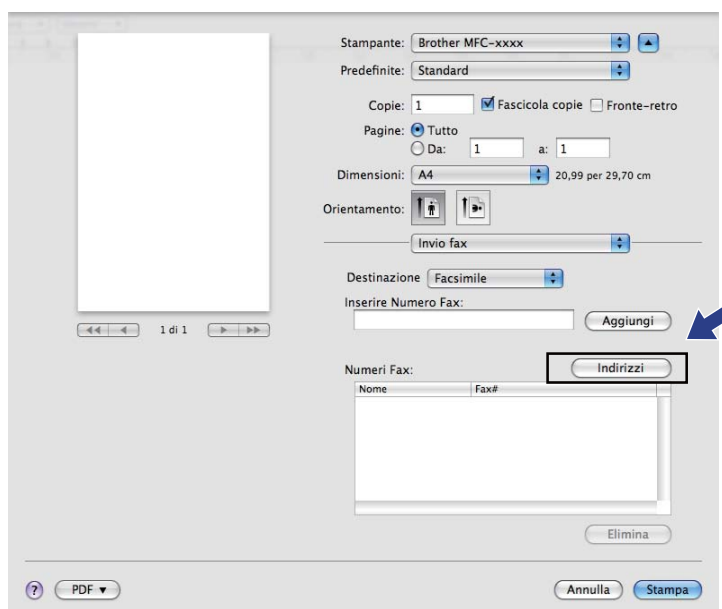 Stampante: Brother MFC-xxxx
Predefinite: Standard
Copie: 1 Fascicola copie Fronte-retro
Pagine: Tutto
Da: 1 a: 1
Dimensioni: A4 20,99 per 29,70 cm
Orientamento:
Invio fax
Destinazione Facsimile
Inserire Numero Fax:
Aggiungi
1 di 1
Indirizzi
Numeri Fax:
Nome Fax#
Elimina
? PDF Annulla Stampa